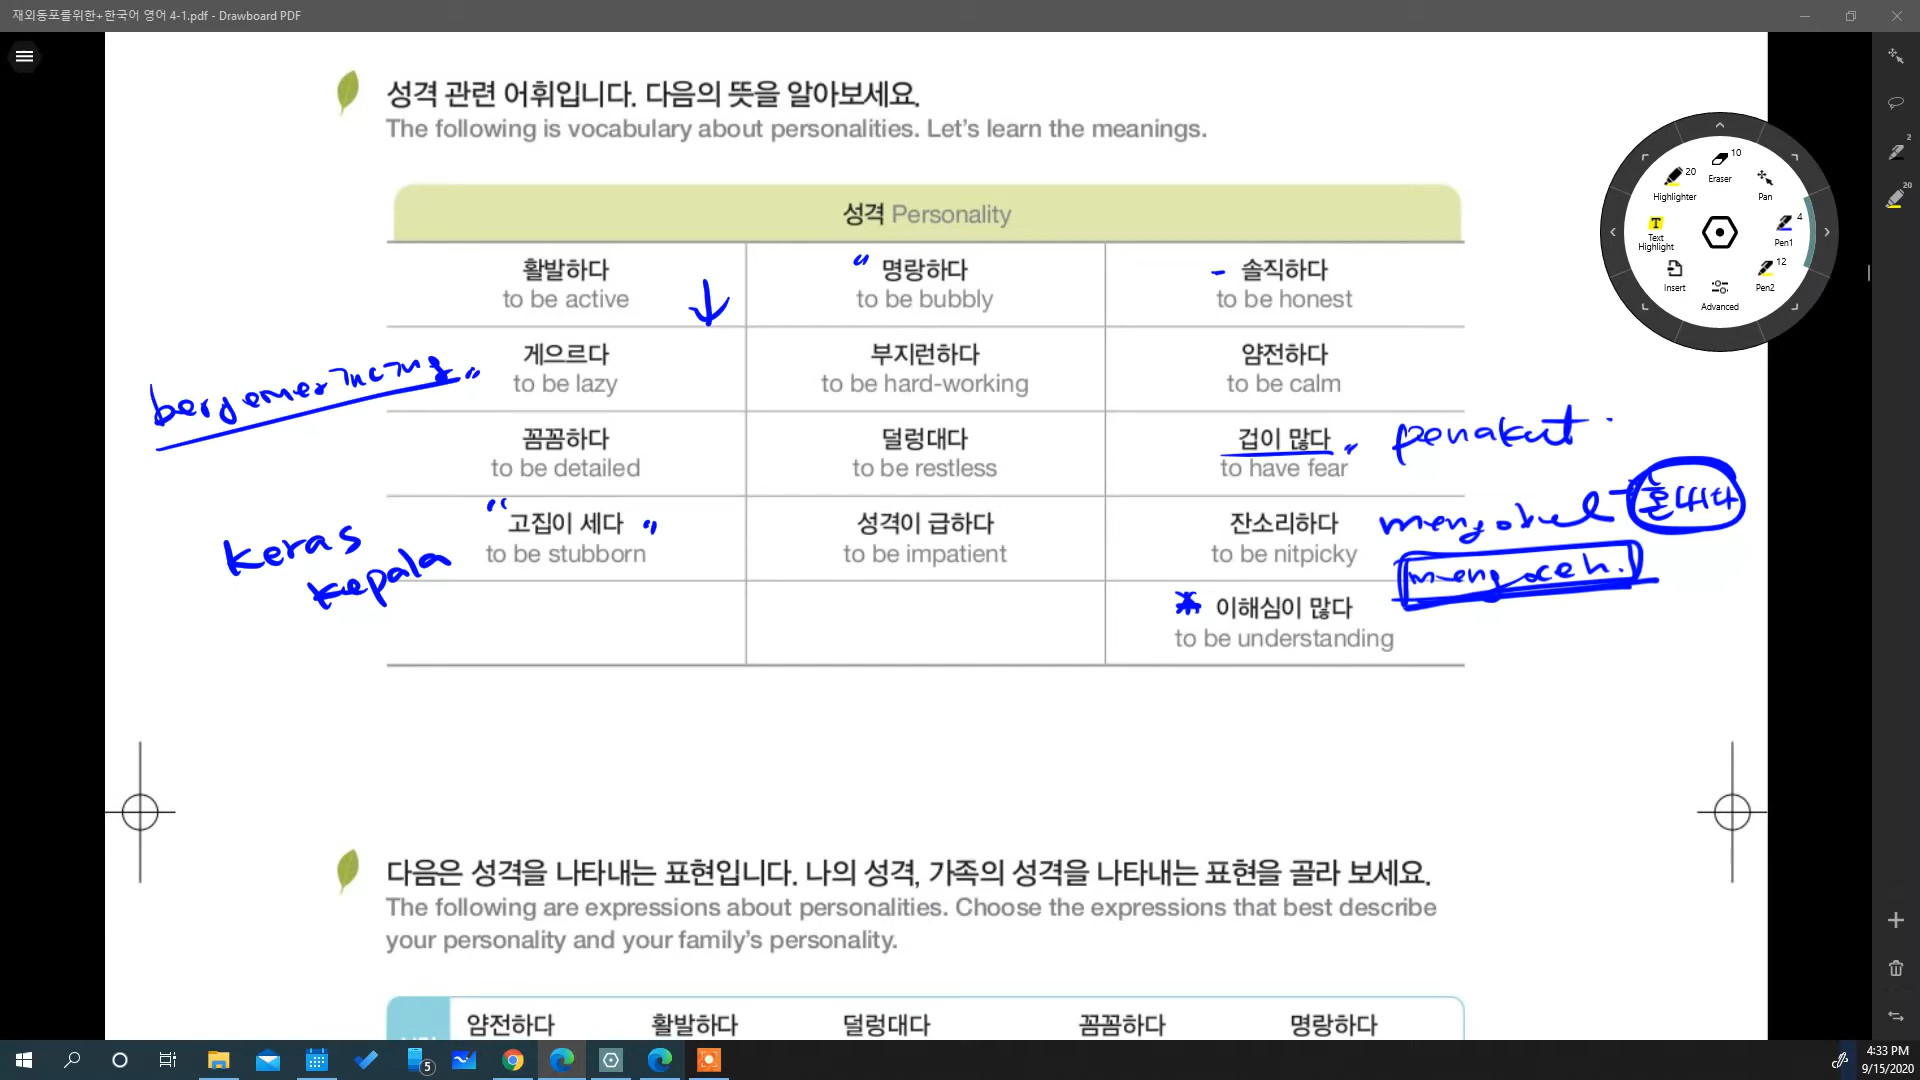 재외동포를위한+한국어 영어 4-1.pdf - Drawboard PDF
성격 관련 어휘입니다. 다음의 뜻을 알아보세요.
The following is vocabulary about personalities. Let's learn the meanings.
성격 Personality
활발하다
to be active
" 명랑하다
to be bubbly
- 솔직하다
to be honest
게으르다
to be lazy
부지런하다
to be hard-working
얌전하다
to be calm
꼼꼼하다
to be detailed
덜렁대다
to be restless
겁이 많다
to have fear
penakut
keras
kepala
" 고집이 세다 "
to be stubborn
성격이 급하다
to be impatient
잔소리하다
to be nitpicky
혼내다
mengoceh.
이해심이 많다
to be understanding
다음은 성격을 나타내는 표현입니다. 나의 성격, 가족의 성격을 나타내는 표현을 골라 보세요.
The following are expressions about personalities. Choose the expressions that best describe
your personality and your family's personality.
얌전하다 활발하다 덜렁대다 꼼꼼하다 명랑하다
10
Eraser
20
Highlighter
Pan
T
Text
Highlight
4
Pen1
Insert
12
Pen2
Advanced
2
20
5
4:33 PM
9/15/2020